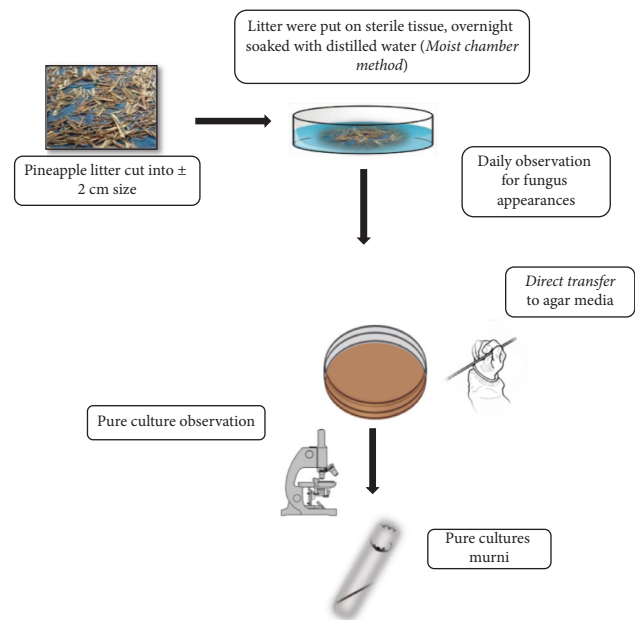 Litter were put on sterile tissue, overnight
soaked with distilled water (Moist chamber
method)
Pineapple litter cut into ±
2 cm size
Daily observation
for fungus
appearances
Direct transfer
to agar media
Pure culture observation
Pure cultures
murni